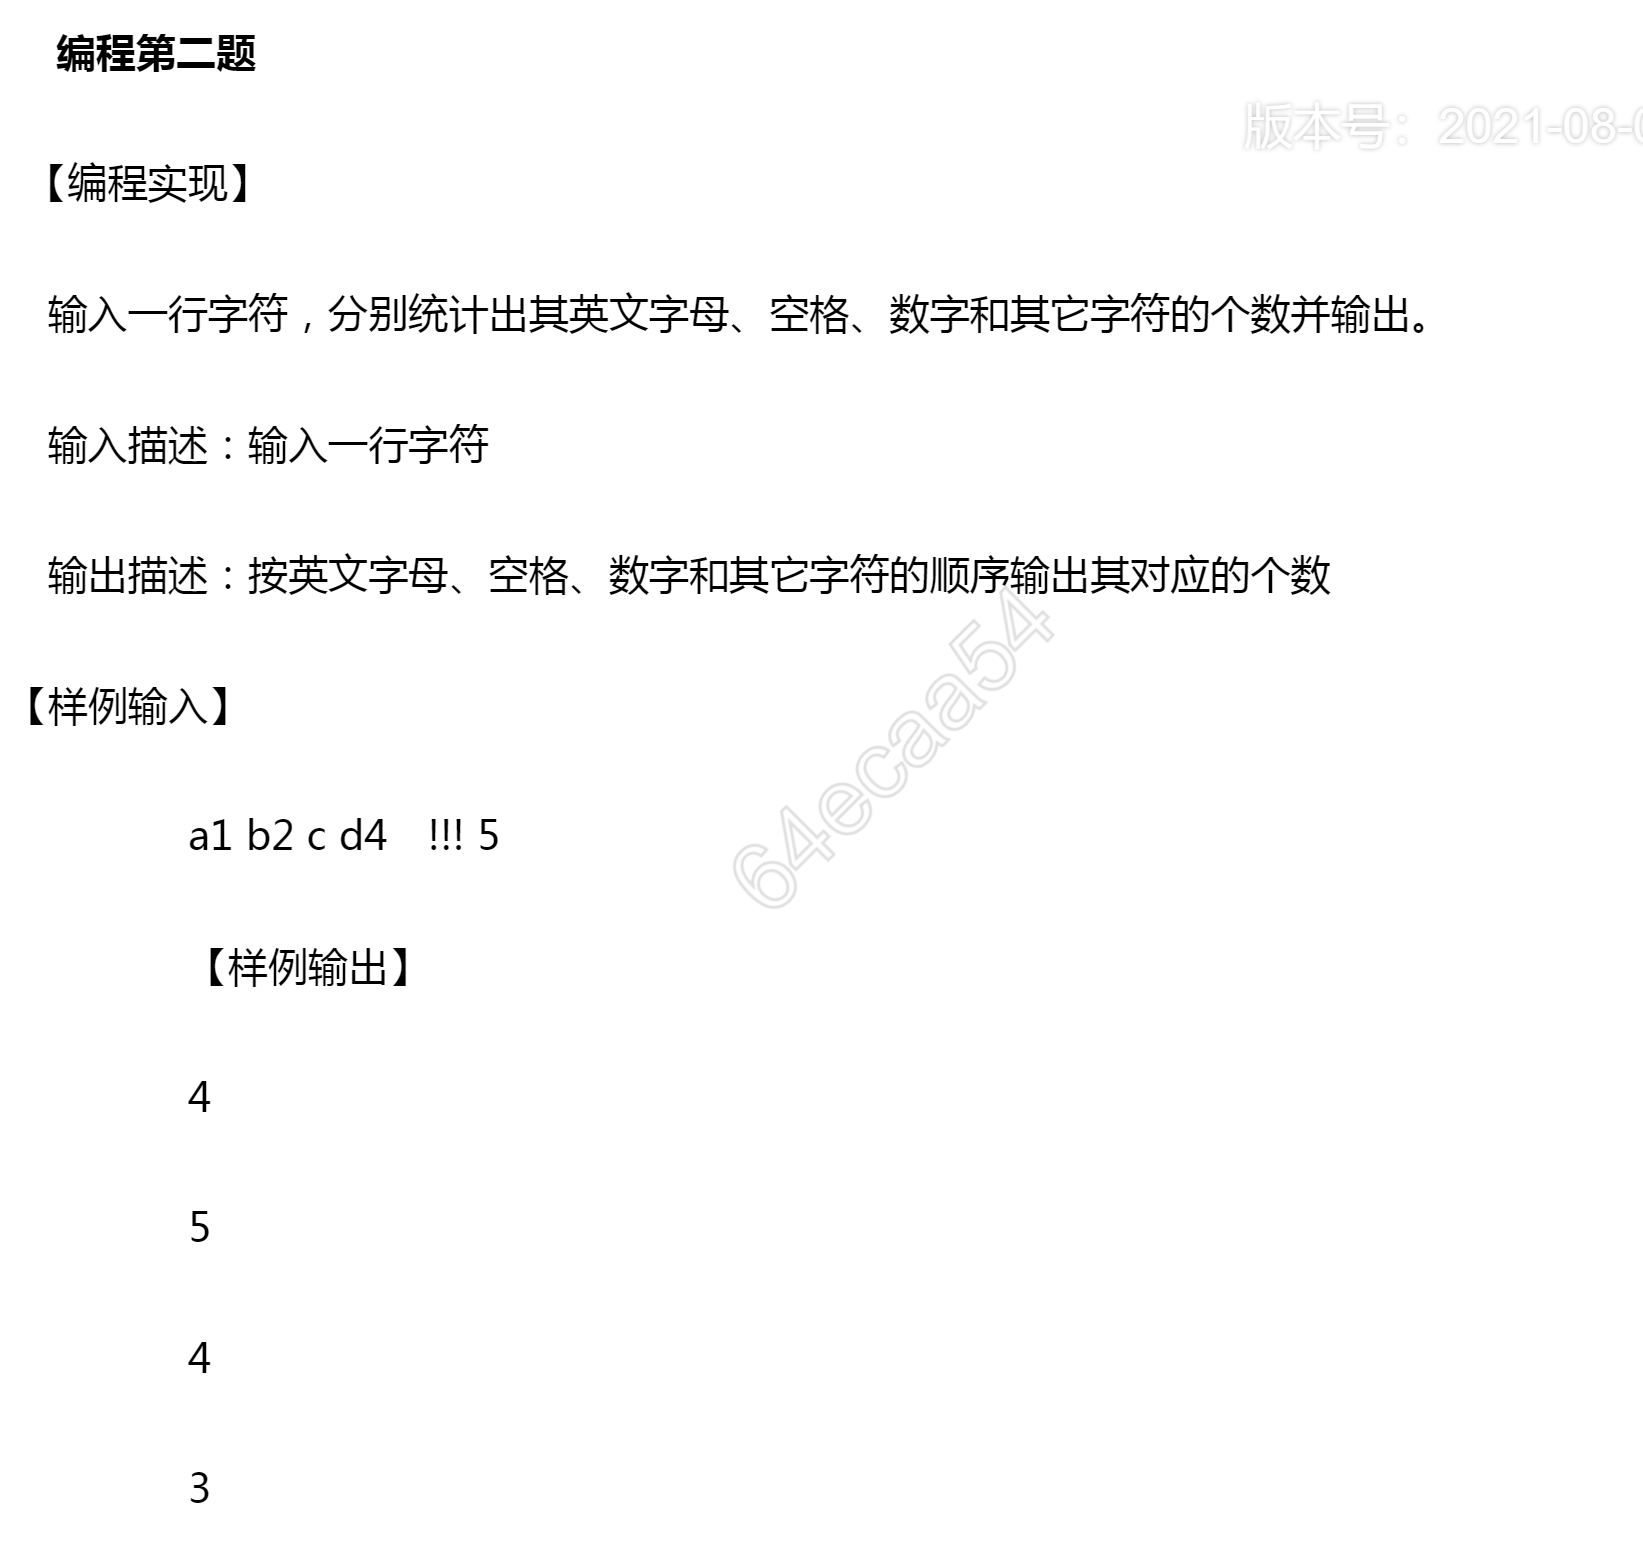 编程第二题
版本号：2021-08-0
【编程实现】
输入一行字符，分别统计出其英文字母、空格、数字和其它字符的个数并输出。
输入描述：输入一行字符
输出描述：按英文字母、空格、数字和其它字符的顺序输出其对应的个数
64ecaa54
【样例输入】
a1 b2 c d4   !!! 5
【样例输出】
4
5
4
3